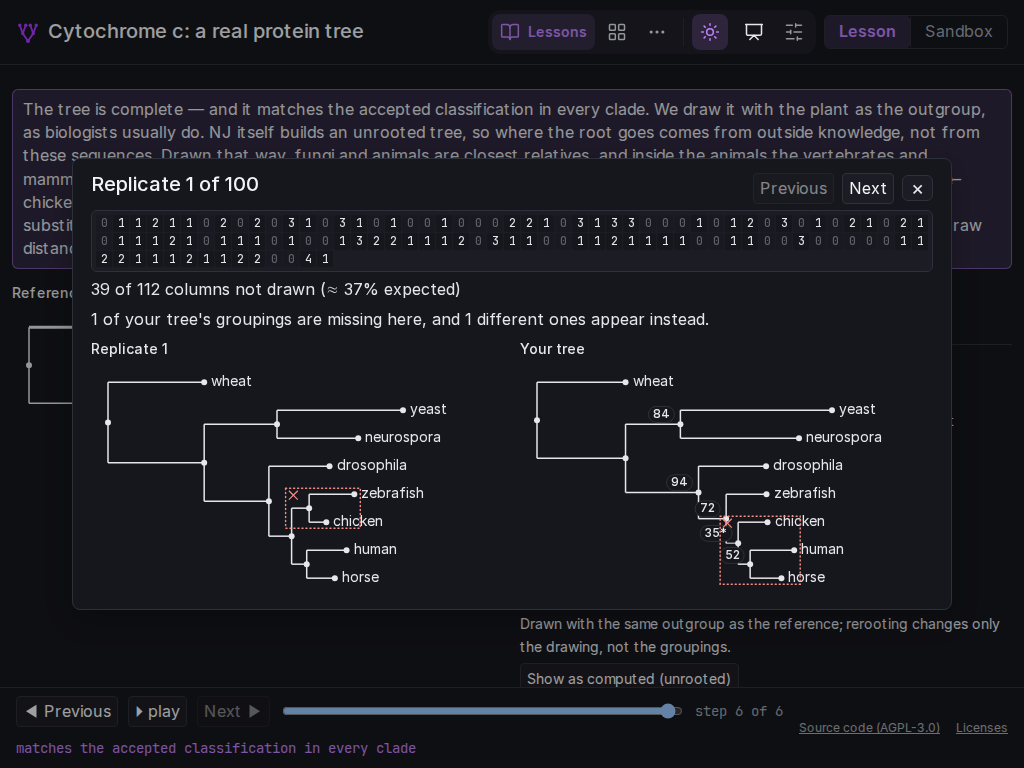 Cytochrome c: a real protein tree
Lessons
Lesson
Sandbox
The tree is complete — and it matches the accepted classification in every clade. We draw it with the plant as the outgroup,
as biologists usually do. NJ itself builds an unrooted tree, so where the root goes comes from outside knowledge, not from
these sequences. Drawn that way, fungi and animals are closest relatives, and inside the animals the vertebrates and
Replicate 1 of 100
Previous
Next
×
0 1 1 2 1 1 0 2 0 2 0 3 1 0 3 1 0 1 0 0 1 0 0 0 2 2 1 0 3 1 3 3 0 0 0 1 0 1 2 0 3 0 1 0 2 1 0 2 1
0 1 1 1 2 1 0 1 1 1 0 1 0 0 1 3 2 2 1 1 1 2 0 3 1 1 0 0 1 1 2 1 1 1 1 0 0 1 1 0 0 3 0 0 0 0 0 1 1
2 2 1 1 1 2 1 1 2 2 0 0 4 1
39 of 112 columns not drawn (≈ 37% expected)
1 of your tree's groupings are missing here, and 1 different ones appear instead.
Replicate 1
Your tree
wheat
yeast
neurospora
drosophila
zebrafish
chicken
human
horse
wheat
84
yeast
neurospora
drosophila
94
zebrafish
72
chicken
35*
human
52
horse
Drawn with the same outgroup as the reference; rerooting changes only
the drawing, not the groupings.
Show as computed (unrooted)
Previous
play
Next
step 6 of 6
Source code (AGPL-3.0)
Licenses
matches the accepted classification in every clade